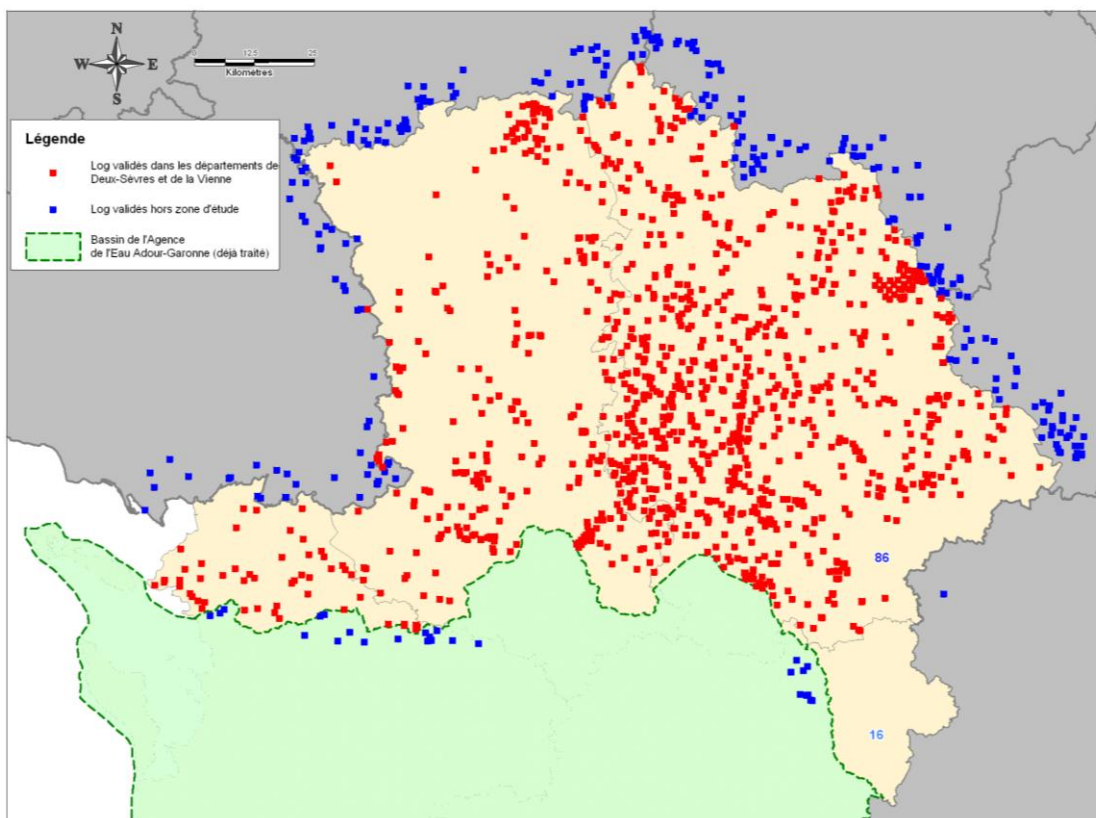 N
W E
S
0 12,5 25
Kilomètres
Légende
Log validés dans les départements de
Deux-Sèvres et de la Vienne
Log validés hors zone d'étude
Bassin de l'Agence
de l'Eau Adour-Garonne (déjà traité)
86
16